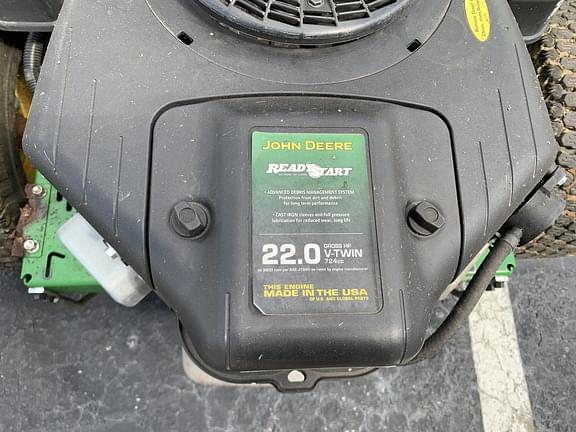 JOHN DEERE
READY START
• ADVANCED DEBRIS MANAGEMENT SYSTEM
Protection from dirt and debris
for long term performance
• CAST IRON sleeves and full pressure
lubrication for reduced wear, long life
22.0 GROSS HP
V-TWIN
724cc
THIS ENGINE
MADE IN THE USA
OF U.S. AND GLOBAL PARTS